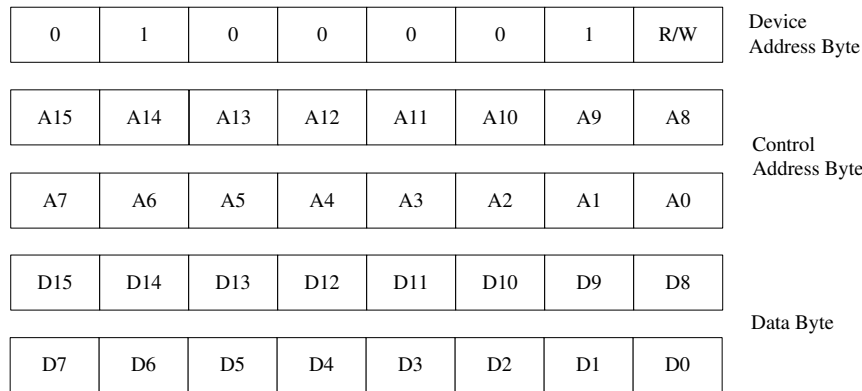 0 1 0 0 0 0 1 R/W Device
Address Byte
A15 A14 A13 A12 A11 A10 A9 A8
Control
Address Byte
A7 A6 A5 A4 A3 A2 A1 A0
D15 D14 D13 D12 D11 D10 D9 D8
Data Byte
D7 D6 D5 D4 D3 D2 D1 D0